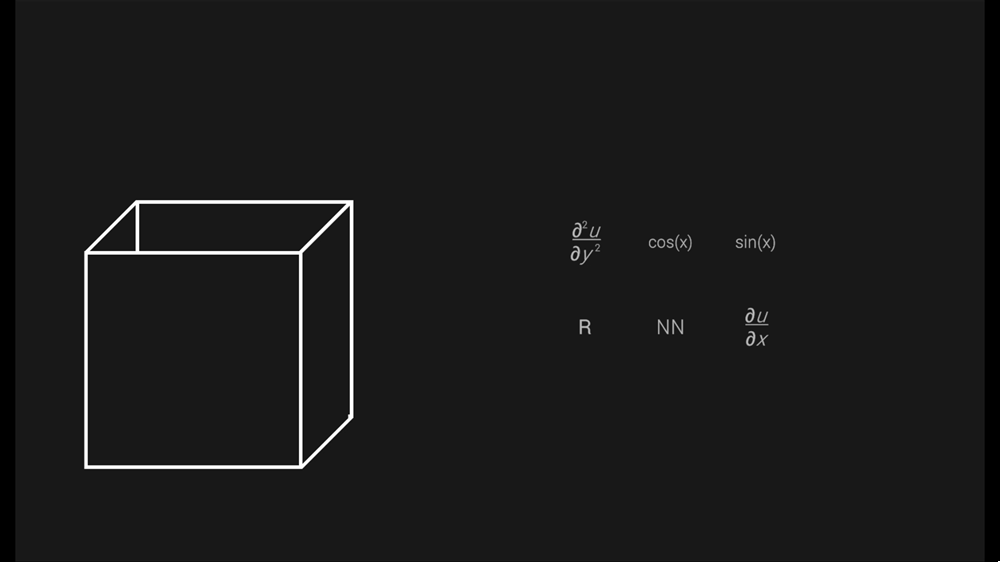 ∂²u/∂y² cos(x) sin(x)
R NN ∂u/∂x